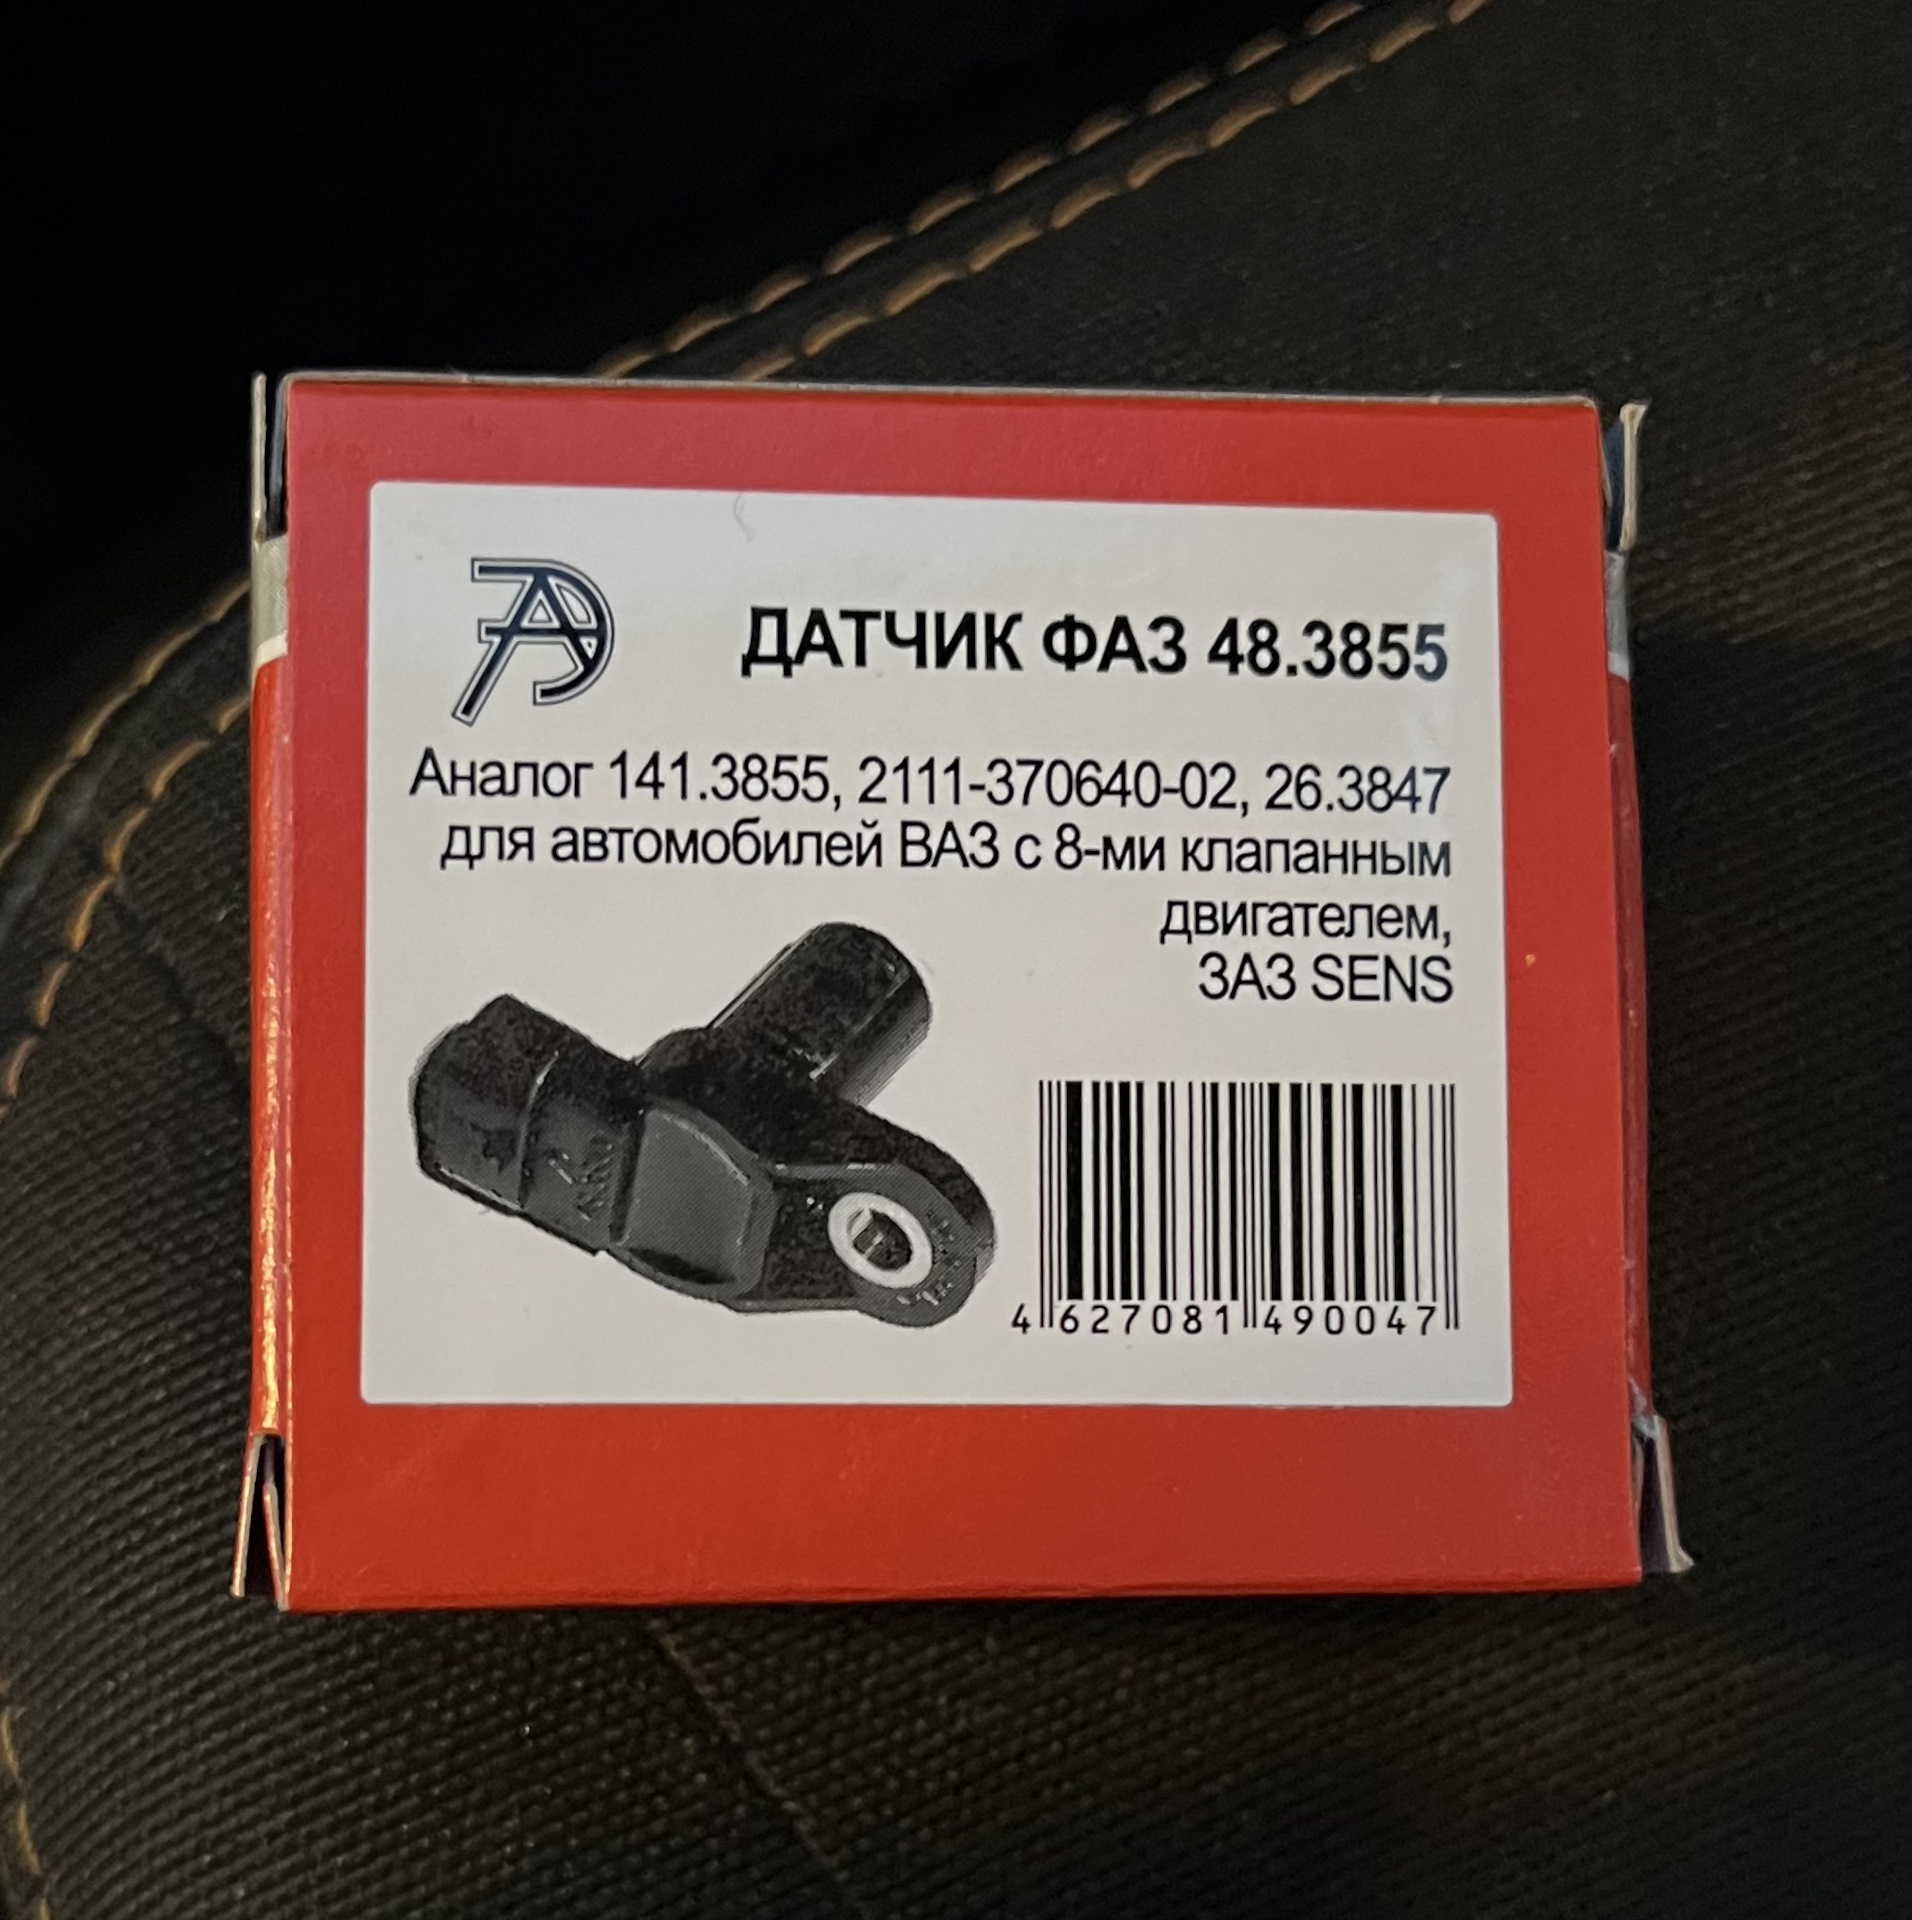 ДАТЧИК ФАЗ 48.3855
Аналог 141.3855, 2111-370640-02, 26.3847
для автомобилей ВАЗ с 8-ми клапанным
двигателем,
ЗАЗ SENS
4 627081 490047